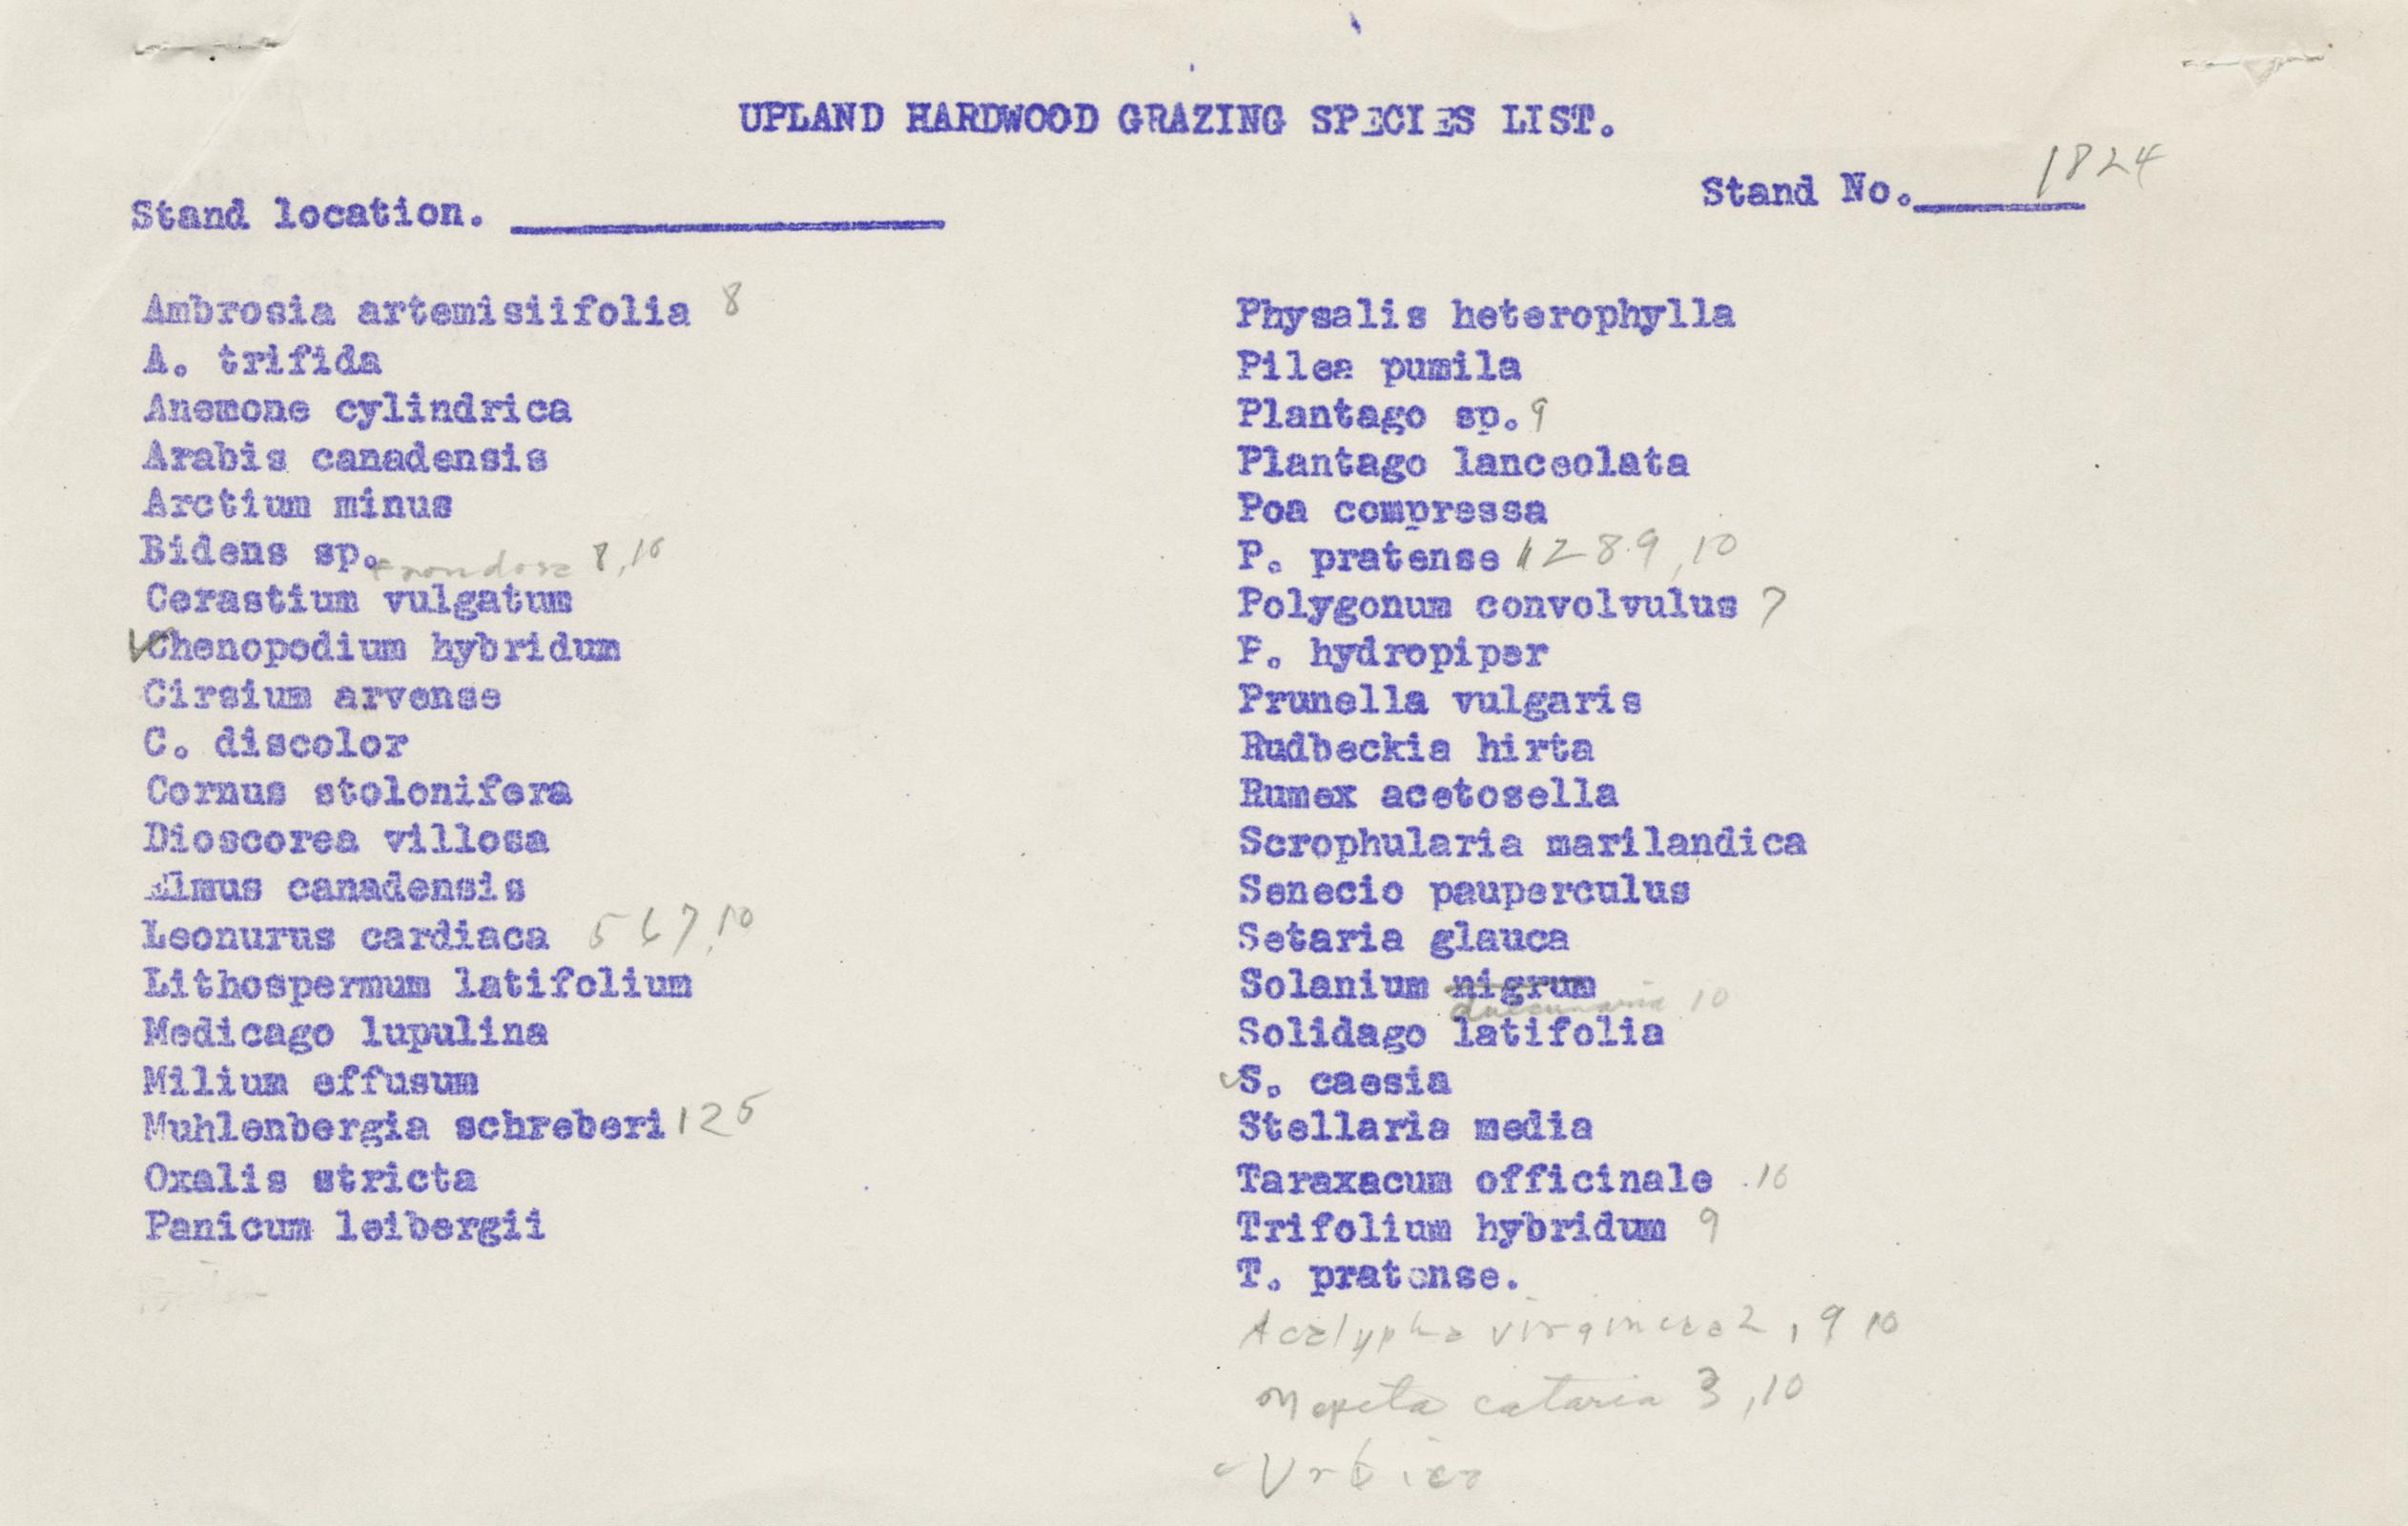 UPLAND HARDWOOD GRAZING SPECIES LIST.
Stand No. 1824
Stand location.
Ambrosia artemisiifolia 8
A. trifida
Anemone cylindrica
Arabis canadensis
Arctium minus
Bidens sp. frondosa 8, 10
Cerastium vulgatum
✓Chenopodium hybridum
Cirsium arvense
C. discolor
Cornus stolonifera
Dioscorea villosa
Elmus canadensis
Leonurus cardiaca 5 6 7, 10
Lithospermum latifolium
Medicago lupulina
Milium effusum
Muhlenbergia schreberi 1 2 5
Oxalis stricta
Panicum leibergii
Physalis heterophylla
Pilea pumila
Plantago sp. 9
Plantago lanceolata
Poa compressa
P. pratense 1 2 8 9, 10
Polygonum convolvulus 7
P. hydropiper
Prunella vulgaris
Rudbeckia hirta
Rumex acetosella
Scrophularia marilandica
Senecio pauperculus
Setaria glauca
Solanium nigrum
10
Solidago latifolia
✓S. caesia
Stellaria media
Taraxacum officinale 10
Trifolium hybridum 9
T. pratense.
Acalypha virginica 2, 9 10
Nepeta cataria 3, 10